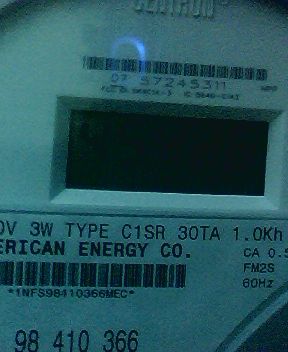 CENTRON
07 57245311
0V 3W TYPE C1SR 30TA 1.0Kh
ERICAN ENERGY CO.
CA 0.5
FM2S
60Hz
*1NFS98410366MEC*
98 410 366